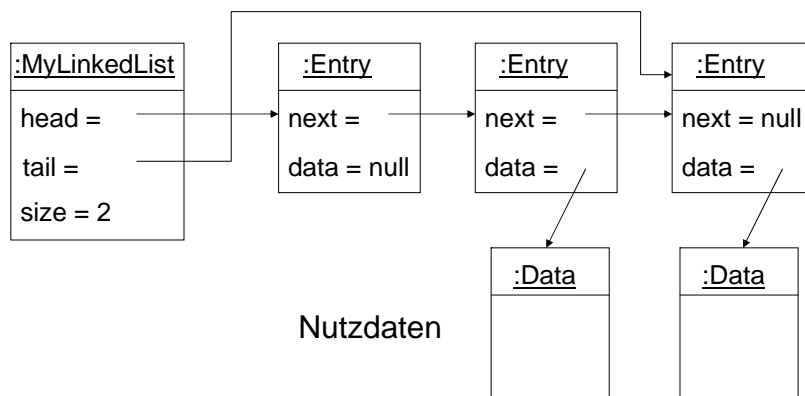 :MyLinkedList
head =
tail =
size = 2
:Entry
next =
data = null
:Entry
next =
data =
:Entry
next = null
data =
:Data
:Data
Nutzdaten